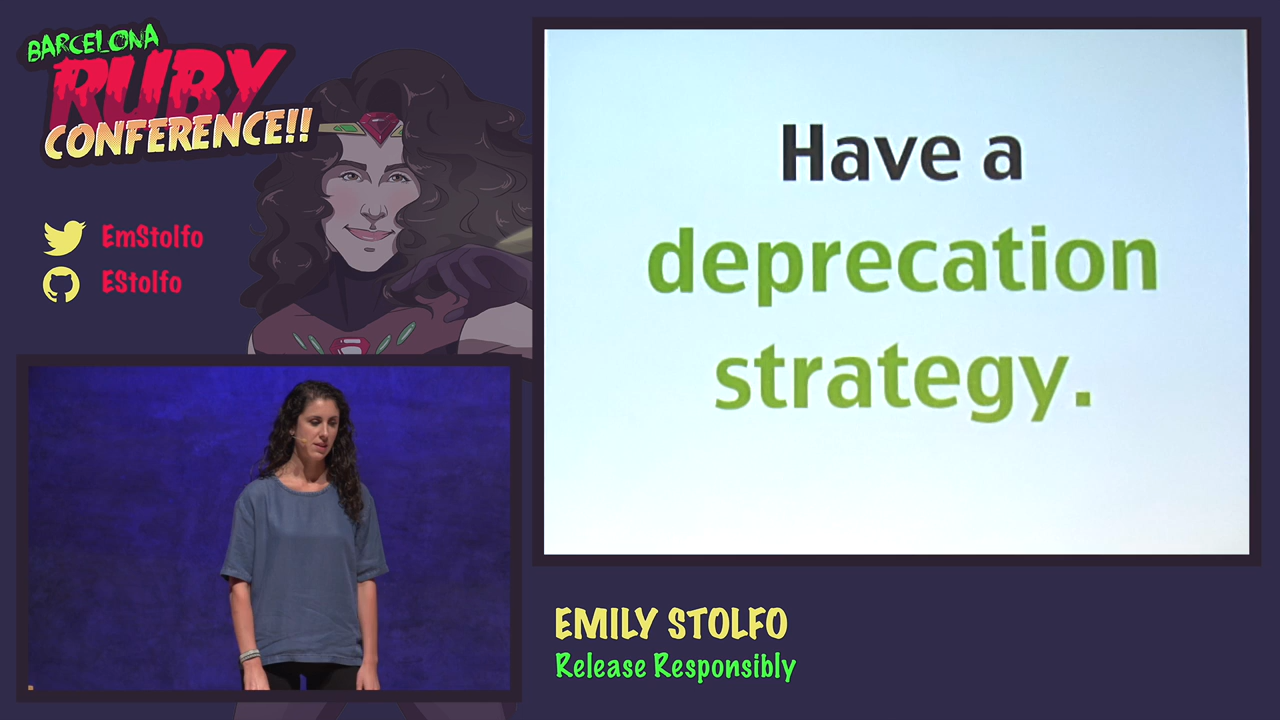 BARCELONA
RUBY
CONFERENCE!!
EmStolfo
EStolfo
Have a
deprecation
strategy.
EMILY STOLFO
Release Responsibly